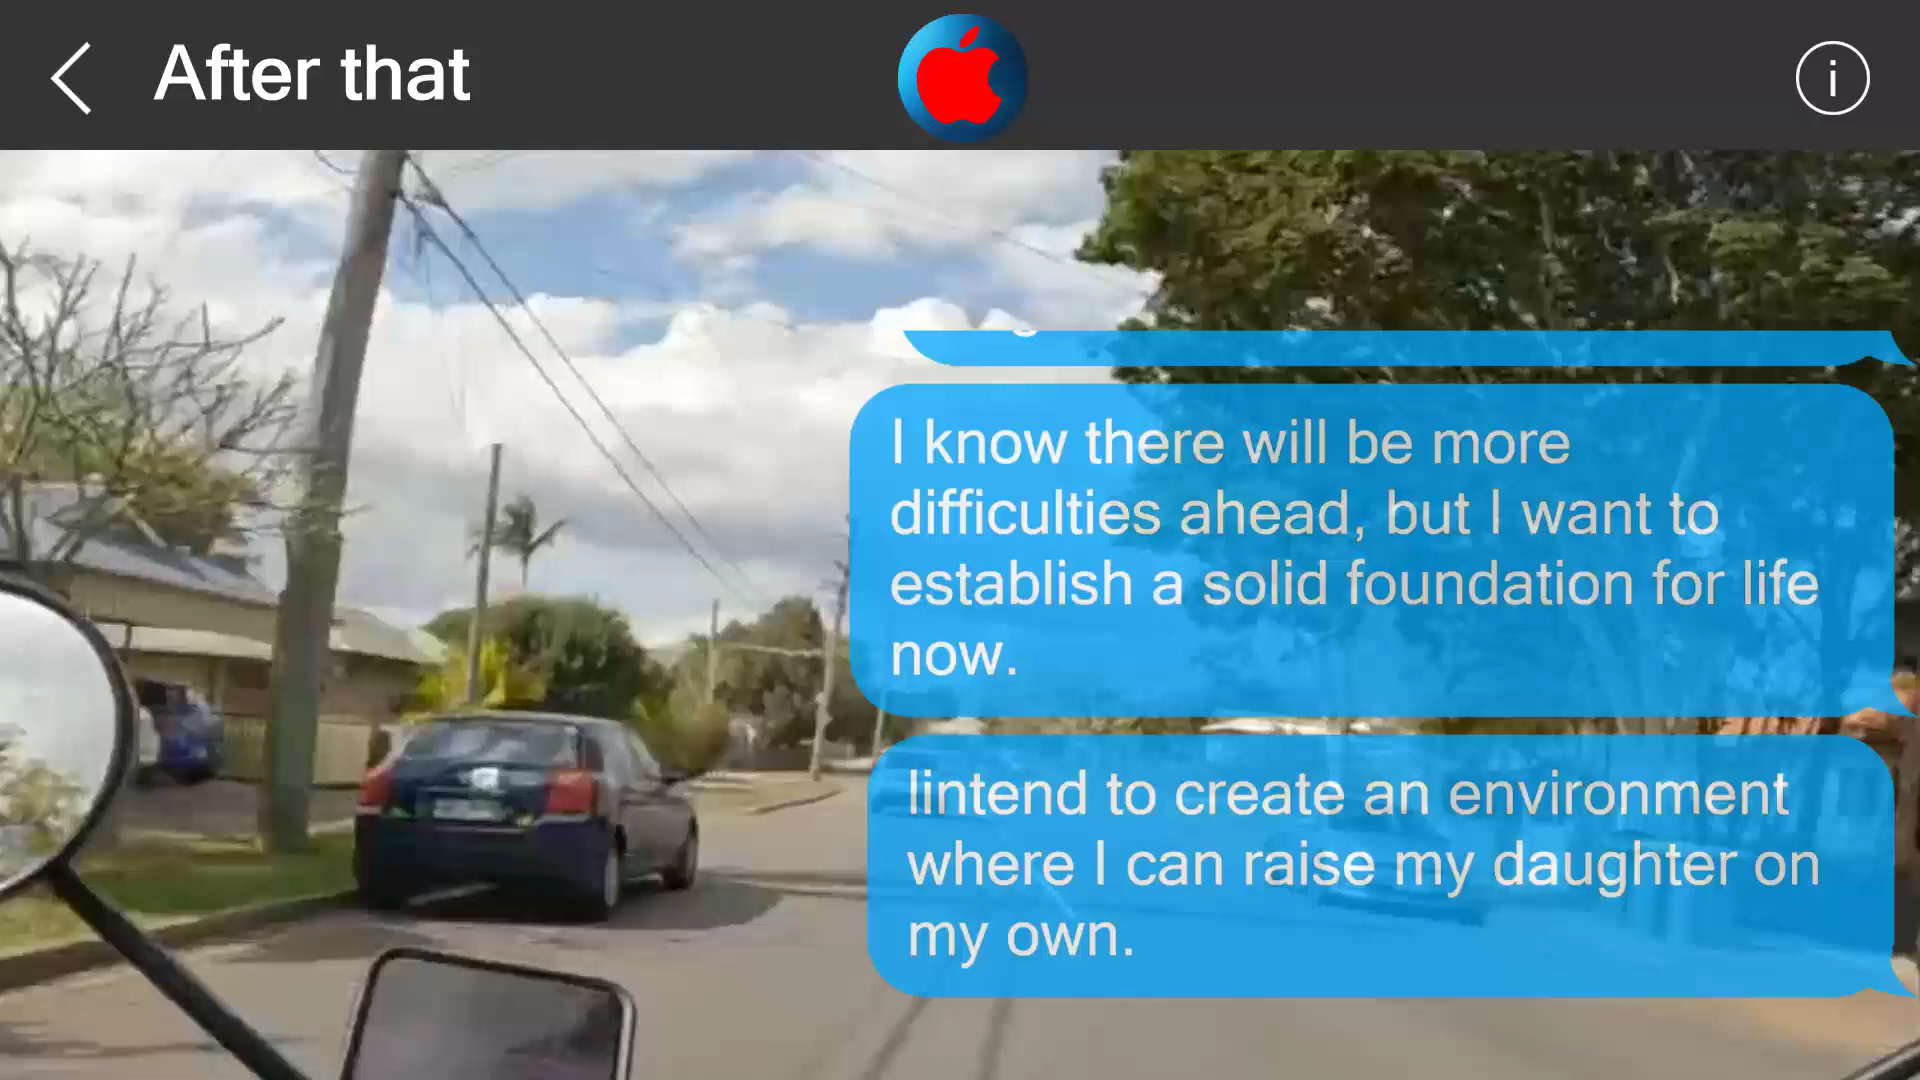 After that
I know there will be more
difficulties ahead, but I want to
establish a solid foundation for life
now.
Iintend to create an environment
where I can raise my daughter on
my own.